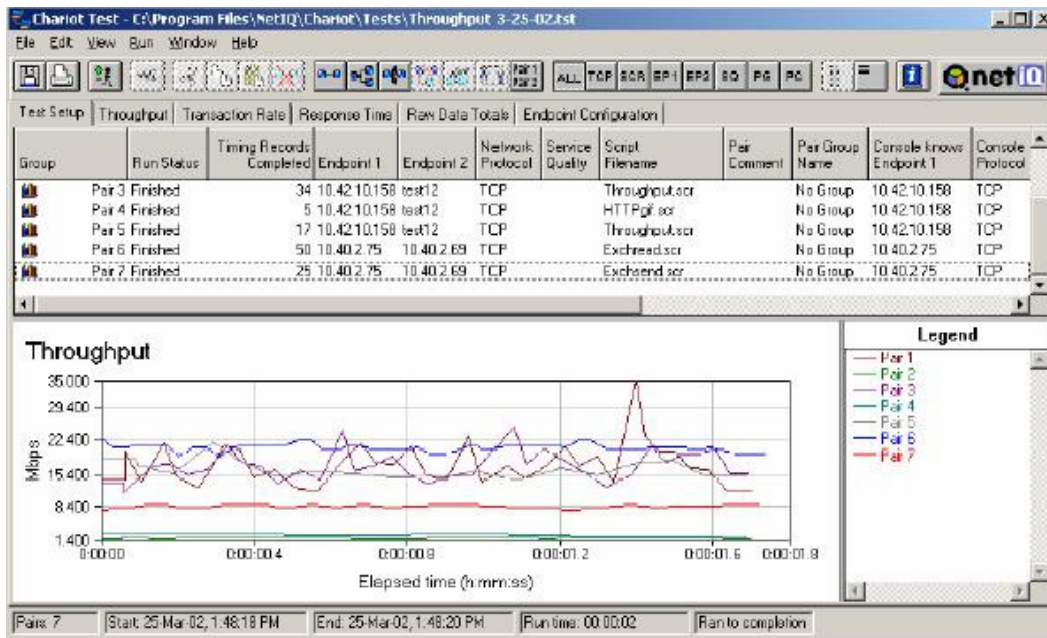 Chariot Test - C:\Program Files\NetIQ\Chariot\Tests\Throughput 3-25-02.tst
File Edit View Run Window Help
ALL TCP SCR EP1 EP2 SQ PG PC netIQ
Test Setup Throughput Transaction Rate Response Time Raw Data Totals Endpoint Configuration
Group Run Status Timing Records Completed Endpoint 1 Endpoint 2 Network Protocol Service Quality Script Filename Pair Comment Pair Group Name Console knows Endpoint 1 Console Protocol
Pair 3 Finished 34 10.42.10.158 test12 TCP Throughput.scr No Group 10.42.10.158 TCP
Pair 4 Finished 5 10.42.10.158 test12 TCP HTTPgif.scr No Group 10.42.10.158 TCP
Pair 5 Finished 17 10.42.10.158 test12 TCP Throughput.scr No Group 10.42.10.158 TCP
Pair 6 Finished 50 10.40.2.75 10.40.2.69 TCP Exchread.scr No Group 10.40.2.75 TCP
Pair 7 Finished 25 10.40.2.75 10.40.2.69 TCP Exchsend.scr No Group 10.40.2.75 TCP
Throughput
Mbps
35.000
29.400
22.400
15.400
8.400
1.400
0:00:00 0:00:00.4 0:00:00.8 0:00:01.2 0:00:01.6 0:00:01.8
Elapsed time (h:mm:ss)
Legend
Pair 1
Pair 2
Pair 3
Pair 4
Pair 5
Pair 6
Pair 7
Pairs: 7 Start: 25-Mar-02, 1:48:18 PM End: 25-Mar-02, 1:48:20 PM Run time: 00:00:02 Ran to completion